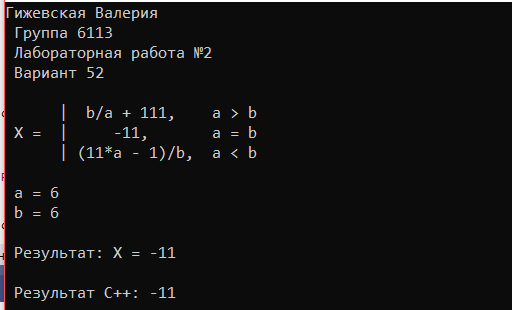 Гижевская Валерия
Группа 6113
Лабораторная работа №2
Вариант 52
| b/a + 111, a > b
X = | -11, a = b
| (11*a - 1)/b, a < b
a = 6
b = 6
Результат: X = -11
Результат C++: -11